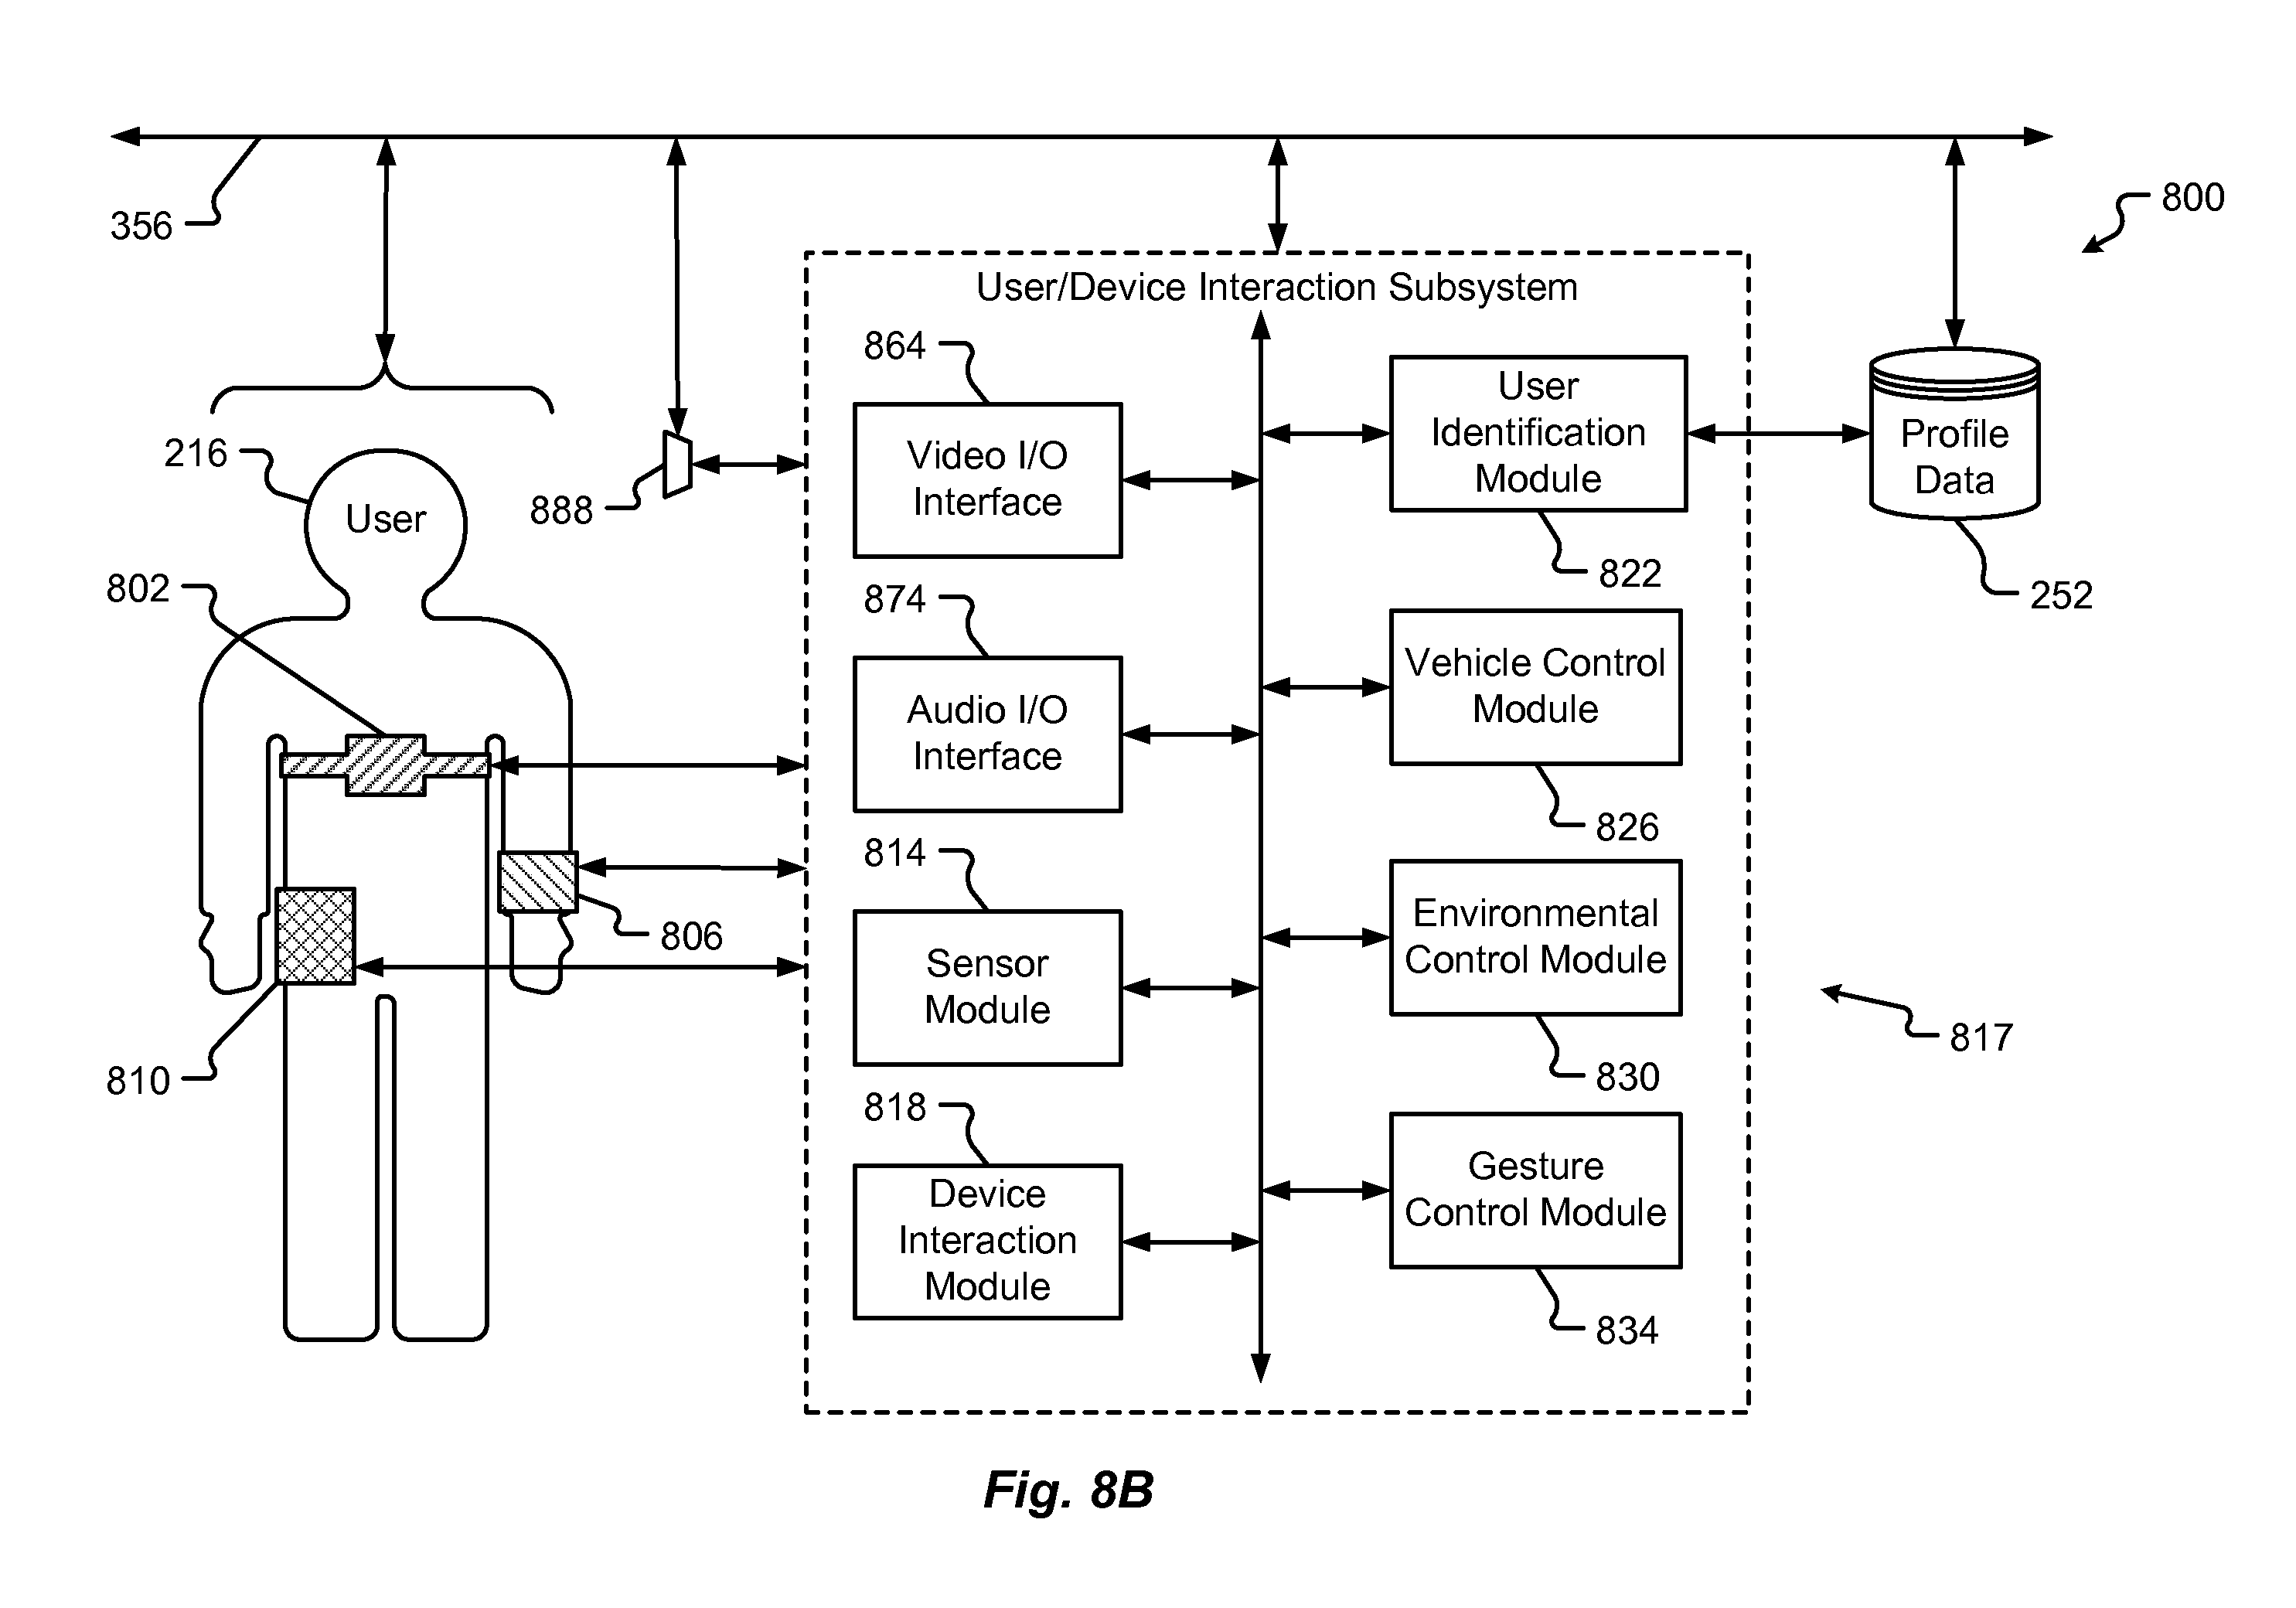 356
800
User/Device Interaction Subsystem
864
User
Identification
Module
Video I/O
Interface
Profile
Data
216
User
888
822
252
802
874
Vehicle Control
Module
Audio I/O
Interface
826
814
Environmental
Control Module
806
Sensor
Module
817
810
830
818
Gesture
Control Module
Device
Interaction
Module
834
Fig. 8B